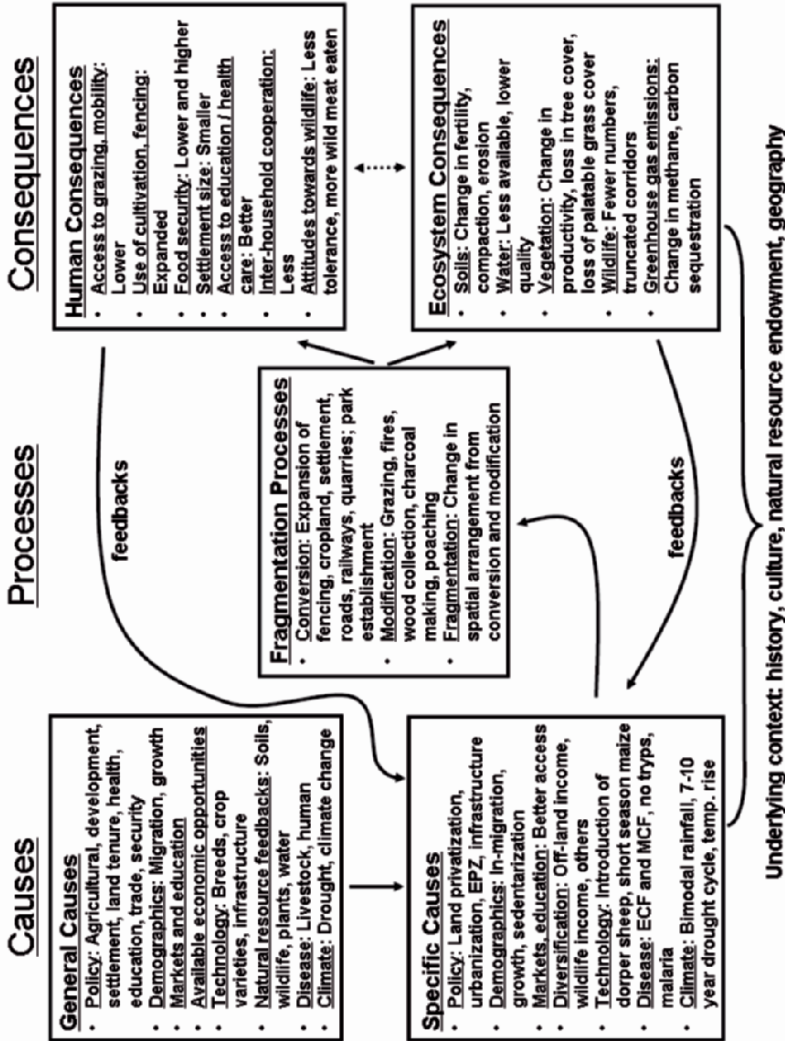 Causes
General Causes
• Policy: Agricultural, development,
settlement, land tenure, health,
education, trade, security
• Demographics: Migration, growth
• Markets and education
• Available economic opportunities
• Technology: Breeds, crop
varieties, infrastructure
• Natural resource feedbacks: Soils,
wildlife, plants, water
• Disease: Livestock, human
• Climate: Drought, climate change
Specific Causes
• Policy: Land privatization,
urbanization, EPZ, infrastructure
• Demographics: In-migration,
growth, sedentarization
• Markets, education: Better access
• Diversification: Off-land income,
wildlife income, others
• Technology: Introduction of
dorper sheep, short season maize
• Disease: ECF and MCF, no tryps,
malaria
• Climate: Bimodal rainfall, 7-10
year drought cycle, temp. rise
Processes
feedbacks
Fragmentation Processes
• Conversion: Expansion of
fencing, cropland, settlement,
roads, railways, quarries; park
establishment
• Modification: Grazing, fires,
wood collection, charcoal
making, poaching
• Fragmentation: Change in
spatial arrangement from
conversion and modification
feedbacks
Consequences
Human Consequences
• Access to grazing, mobility:
Lower
• Use of cultivation, fencing:
Expanded
• Food security: Lower and higher
• Settlement size: Smaller
• Access to education / health
care: Better
• Inter-household cooperation:
Less
• Attitudes towards wildlife: Less
tolerance, more wild meat eaten
Ecosystem Consequences
• Soils: Change in fertility,
compaction, erosion
• Water: Less available, lower
quality
• Vegetation: Change in
productivity, loss in tree cover,
loss of palatable grass cover
• Wildlife: Fewer numbers,
truncated corridors
• Greenhouse gas emissions:
Change in methane, carbon
sequestration
Underlying context: history, culture, natural resource endowment, geography